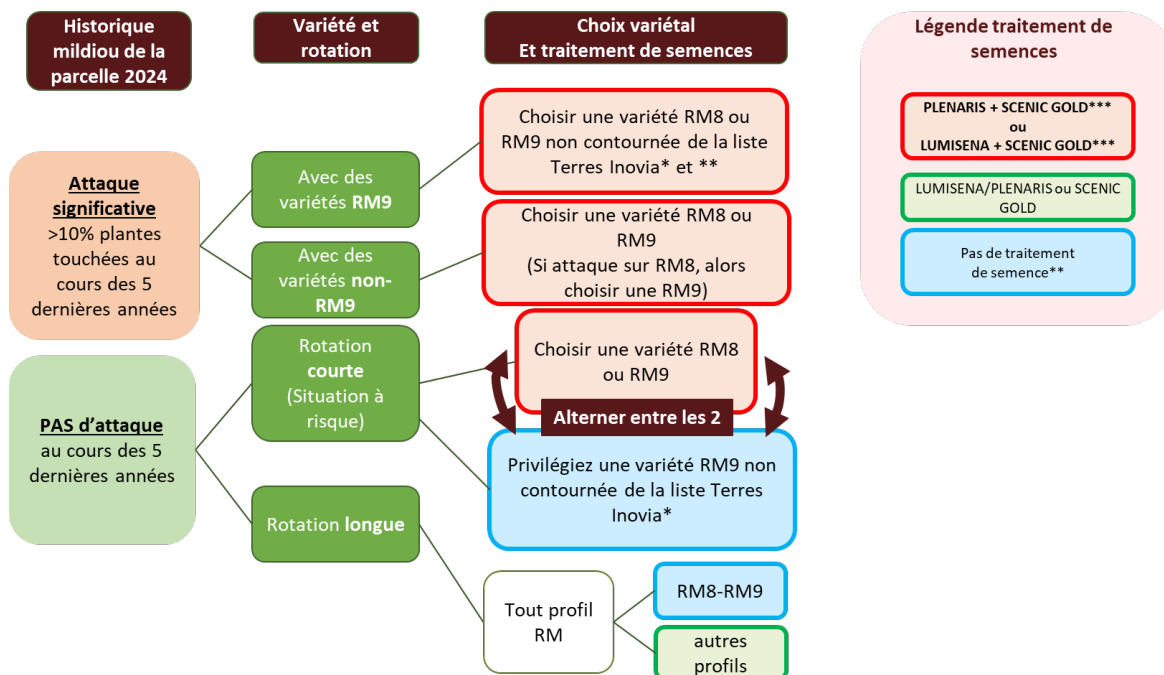 Historique
mildiou de la
parcelle 2024
Variété et
rotation
Choix variétal
Et traitement de semences
Légende traitement de
semences
Attaque
significative
>10% plantes
touchées au
cours des 5
dernières années
Avec des
variétés RM9
Choisir une variété RM8 ou
RM9 non contournée de la liste
Terres Inovia* et **
Avec des
variétés non-
RM9
Choisir une variété RM8 ou
RM9
(Si attaque sur RM8, alors
choisir une RM9)
PAS d’attaque
au cours des 5
dernières années
Rotation
courte
(Situation à
risque)
Choisir une variété RM8
ou RM9
Alterner entre les 2
Privilégiez une variété RM9 non
contournée de la liste Terres
Inovia*
Rotation longue
Tout profil
RM
RM8-RM9
autres
profils
PLENARIS + SCENIC GOLD***
ou
LUMISENA + SCENIC GOLD***
LUMISENA/PLENARIS ou SCENIC
GOLD
Pas de traitement
de semence**